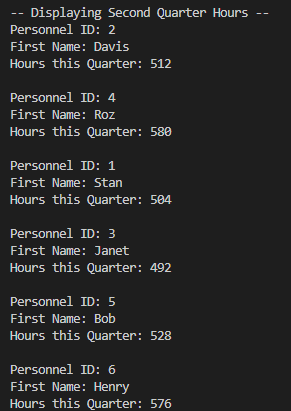 -- Displaying Second Quarter Hours --
Personnel ID: 2
First Name: Davis
Hours this Quarter: 512

Personnel ID: 4
First Name: Roz
Hours this Quarter: 580

Personnel ID: 1
First Name: Stan
Hours this Quarter: 504

Personnel ID: 3
First Name: Janet
Hours this Quarter: 492

Personnel ID: 5
First Name: Bob
Hours this Quarter: 528

Personnel ID: 6
First Name: Henry
Hours this Quarter: 576